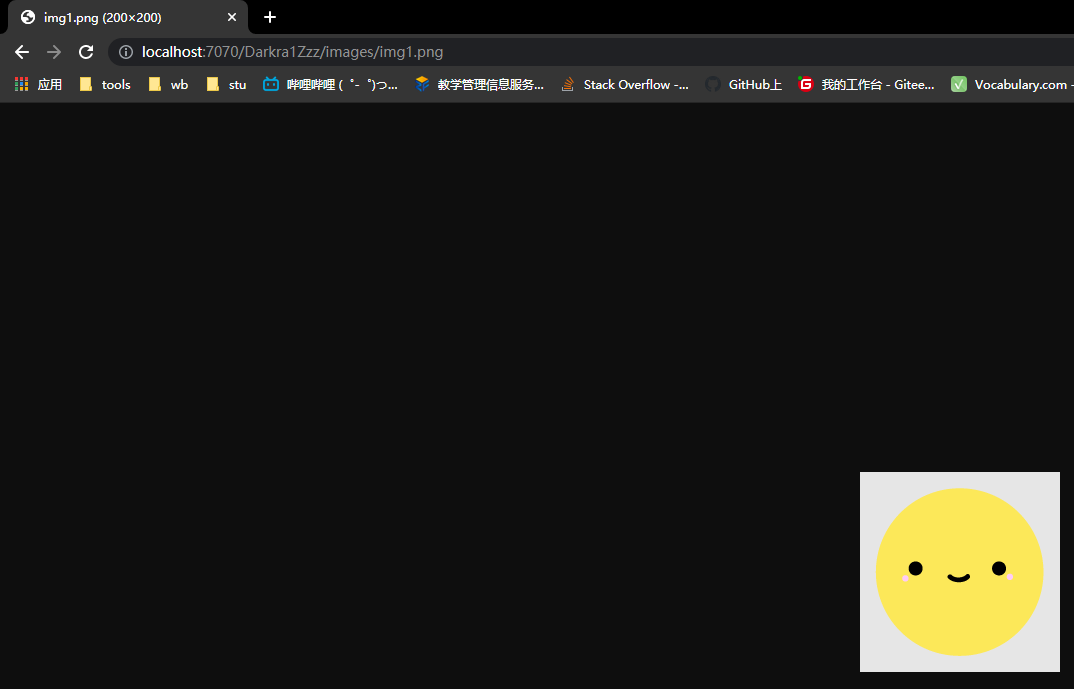 img1.png (200×200)
localhost:7070/Darkra1Zzz/images/img1.png
应用 tools wb stu 哔哩哔哩 ( ゜- ゜)つ... 教学管理信息服务... Stack Overflow -... GitHub上 我的工作台 - Gitee... Vocabulary.com -